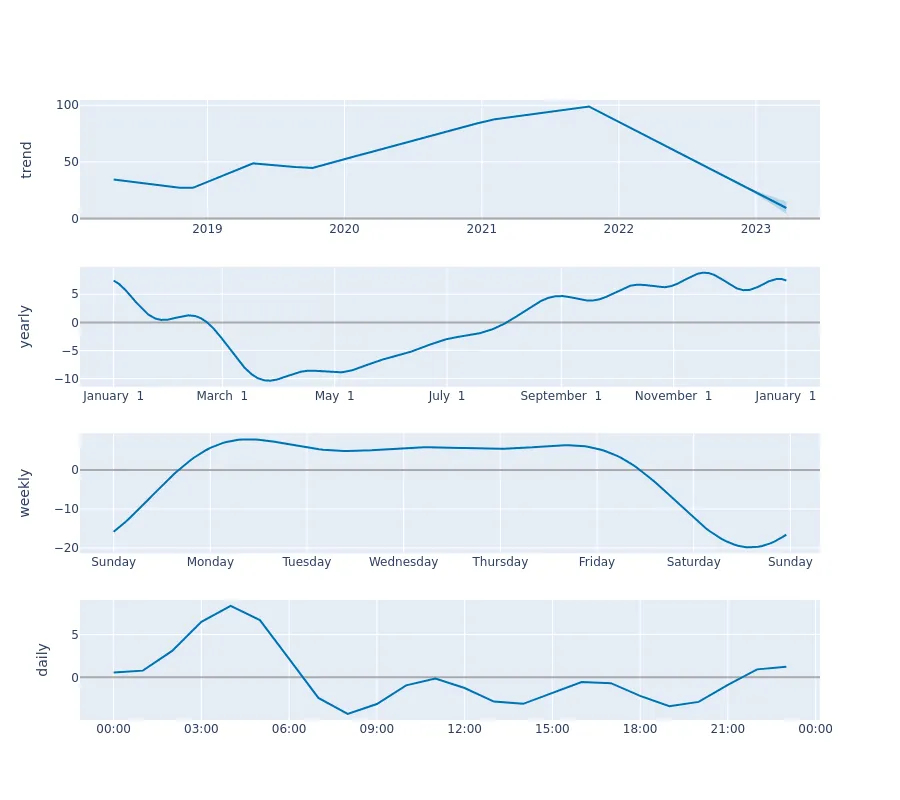 trend
100
50
0
2019 2020 2021 2022 2023
yearly
5
0
−5
−10
January 1 March 1 May 1 July 1 September 1 November 1 January 1
weekly
0
−10
−20
Sunday Monday Tuesday Wednesday Thursday Friday Saturday Sunday
daily
5
0
00:00 03:00 06:00 09:00 12:00 15:00 18:00 21:00 00:00